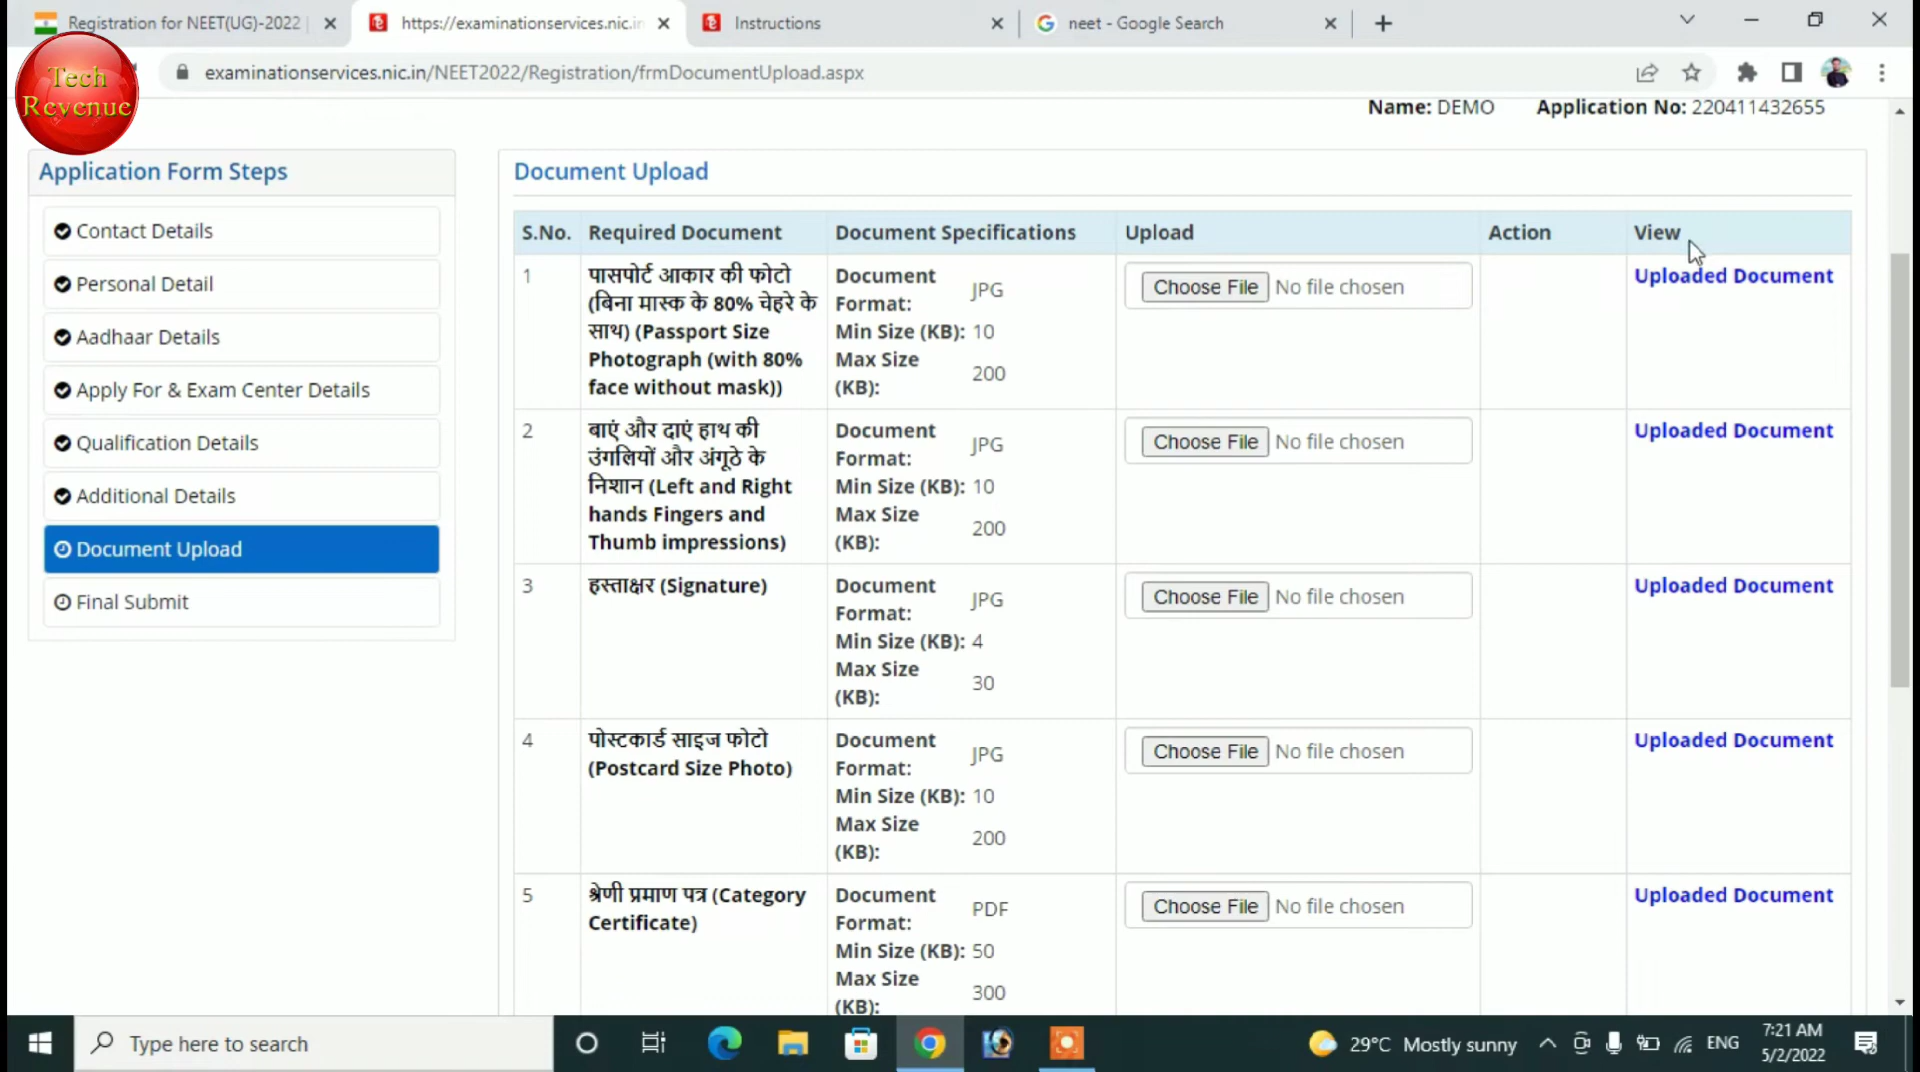 Registration for NEET(UG)-2022 |
https://examinationservices.nic.in
Instructions
neet - Google Search
examinationservices.nic.in/NEET2022/Registration/frmDocumentUpload.aspx
Tech
Revenue
Name: DEMO Application No: 220411432655
Application Form Steps
Contact Details
Personal Detail
Aadhaar Details
Apply For & Exam Center Details
Qualification Details
Additional Details
Document Upload
Final Submit
Document Upload
S.No. Required Document Document Specifications Upload Action View
1
पासपोर्ट आकार की फोटो
(बिना मास्क के 80% चेहरे के
साथ) (Passport Size
Photograph (with 80%
face without mask))
Document
Format: JPG
Min Size (KB): 10
Max Size
(KB): 200
Choose File No file chosen
Uploaded Document
2
बाएं और दाएं हाथ की
उंगलियों और अंगूठे के
निशान (Left and Right
hands Fingers and
Thumb impressions)
Document
Format: JPG
Min Size (KB): 10
Max Size
(KB): 200
Choose File No file chosen
Uploaded Document
3
हस्ताक्षर (Signature)
Document
Format: JPG
Min Size (KB): 4
Max Size
(KB): 30
Choose File No file chosen
Uploaded Document
4
पोस्टकार्ड साइज फोटो
(Postcard Size Photo)
Document
Format: JPG
Min Size (KB): 10
Max Size
(KB): 200
Choose File No file chosen
Uploaded Document
5
श्रेणी प्रमाण पत्र (Category
Certificate)
Document
Format: PDF
Min Size (KB): 50
Max Size
(KB): 300
Choose File No file chosen
Uploaded Document
Type here to search
29°C Mostly sunny
ENG
7:21 AM
5/2/2022